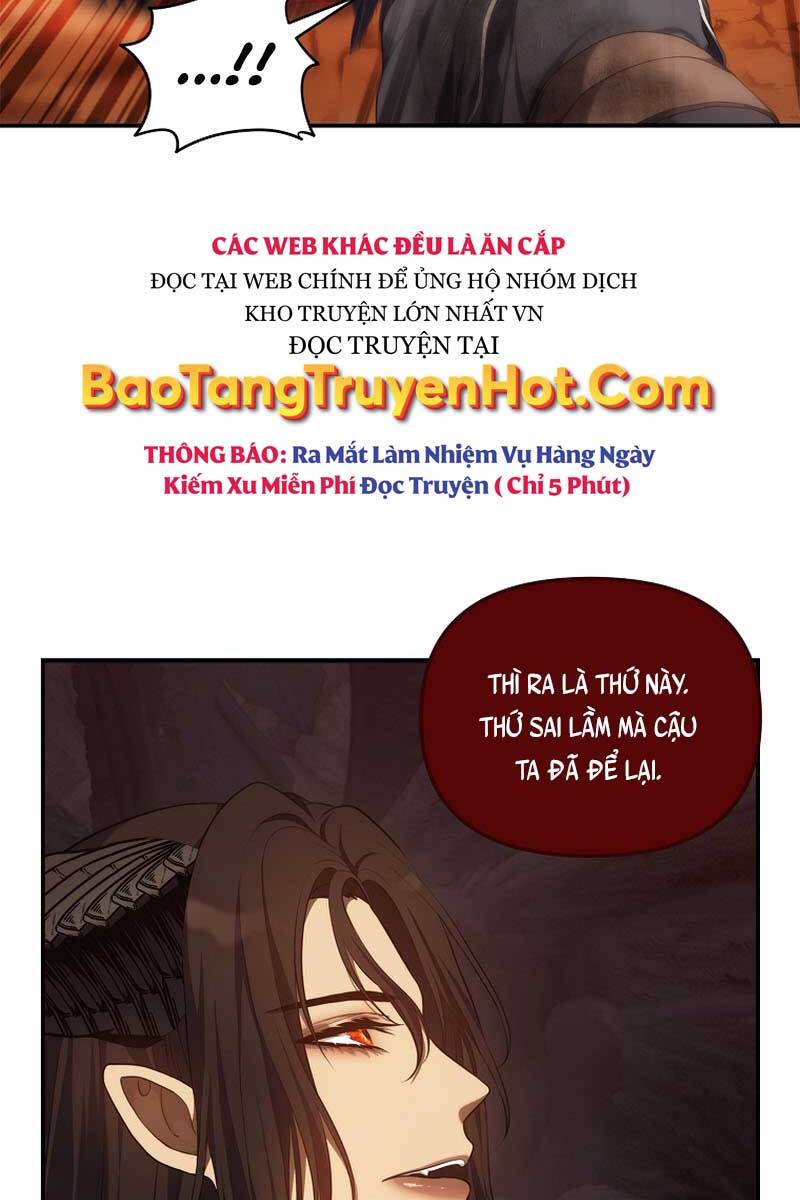 ...!!
CÁC WEB KHÁC ĐỀU LÀ ĂN CẮP
ĐỌC TẠI WEB CHÍNH ĐỂ ỦNG HỘ NHÓM DỊCH
KHO TRUYỆN LỚN NHẤT VN
ĐỌC TRUYỆN TẠI
BaoTangTruyenHot.Com
THÔNG BÁO: Ra Mắt Làm Nhiệm Vụ Hàng Ngày
Kiếm Xu Miễn Phí Đọc Truyện ( Chỉ 5 Phút)
THÌ RA LÀ THỨ NÀY.
THỨ SAI LẦM MÀ CẬU
TA ĐÃ ĐỂ LẠI.